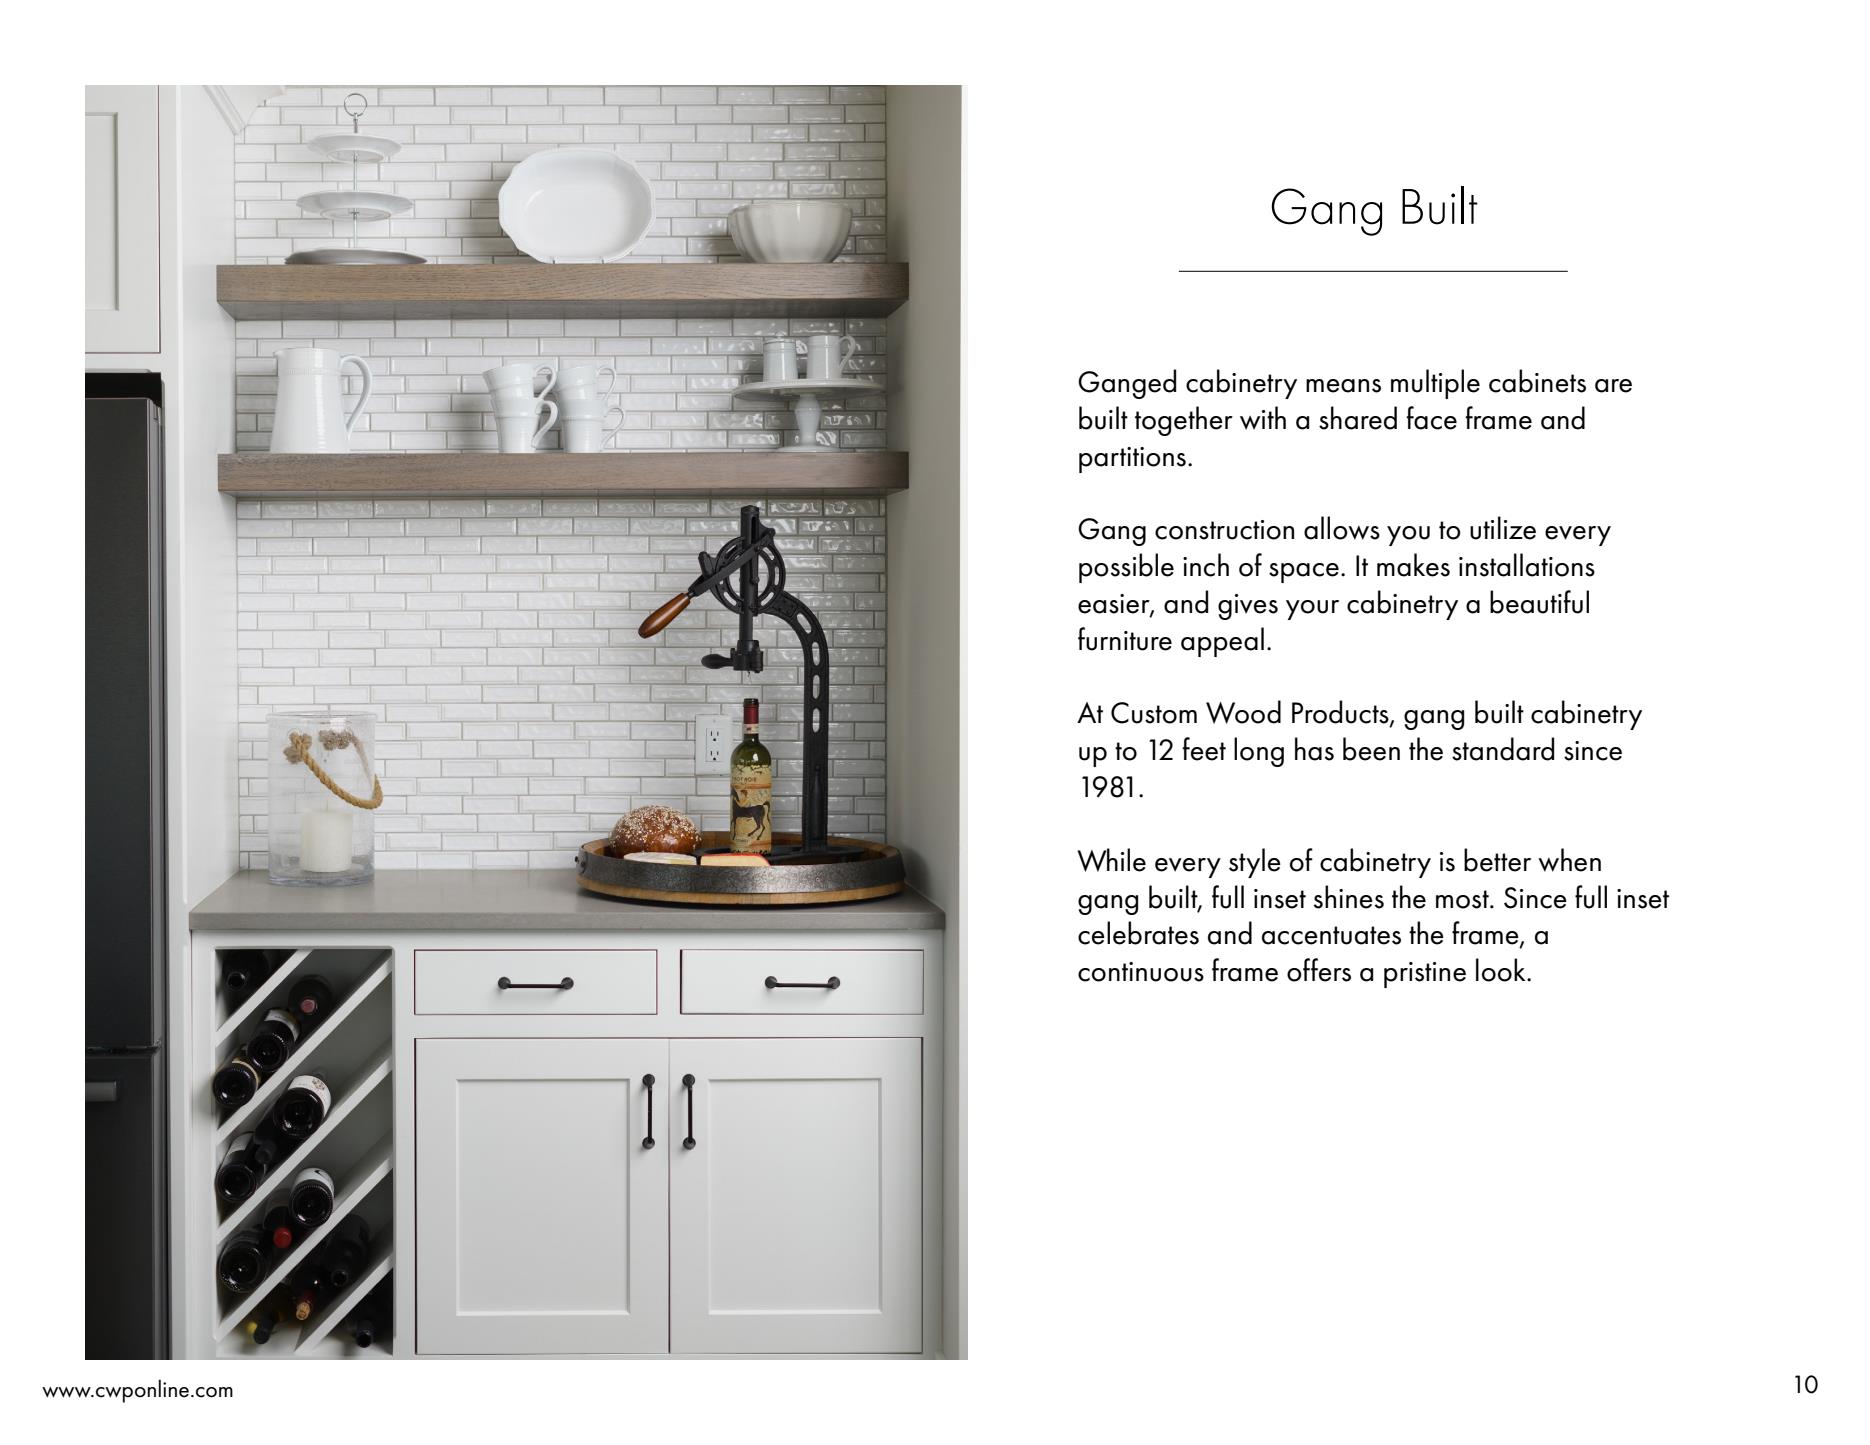 Gang Built
Ganged cabinetry means multiple cabinets are
built together with a shared face frame and
partitions.
Gang construction allows you to utilize every
possible inch of space. It makes installations
easier, and gives your cabinetry a beautiful
furniture appeal.
At Custom Wood Products, gang built cabinetry
up to 12 feet long has been the standard since
1981.
While every style of cabinetry is better when
gang built, full inset shines the most. Since full inset
celebrates and accentuates the frame, a
continuous frame offers a pristine look.
www.cwponline.com
10